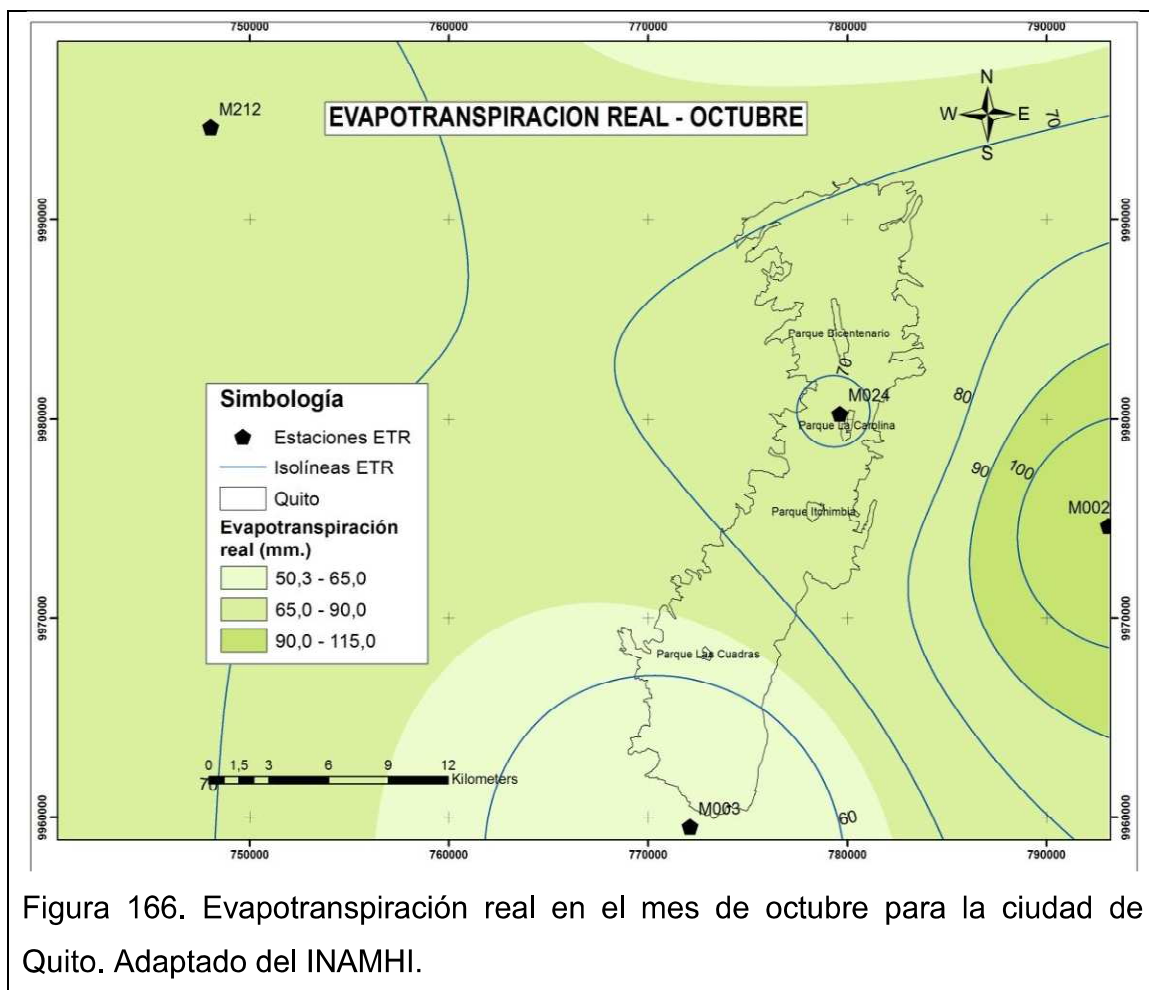 750000 760000 770000 780000 790000
N
M212
EVAPOTRANSPIRACION REAL - OCTUBRE
W E
S
70
9990000 9990000
Parque Bicentenario
70
M024
80
Simbología
9980000 9980000
Parque La Carolina
Estaciones ETR
Isolíneas ETR
90 100
Quito
M002
Parque Itchimbia
Evapotranspiración
real (mm.)
50,3 - 65,0
65,0 - 90,0
90,0 - 115,0
9970000 9970000
Parque Las Cuadras
0 1,5 3 6 9 12
Kilometers
70
M003
60
9960000 9960000
750000 760000 770000 780000 790000
Figura 166. Evapotranspiración real en el mes de octubre para la ciudad de
Quito. Adaptado del INAMHI.